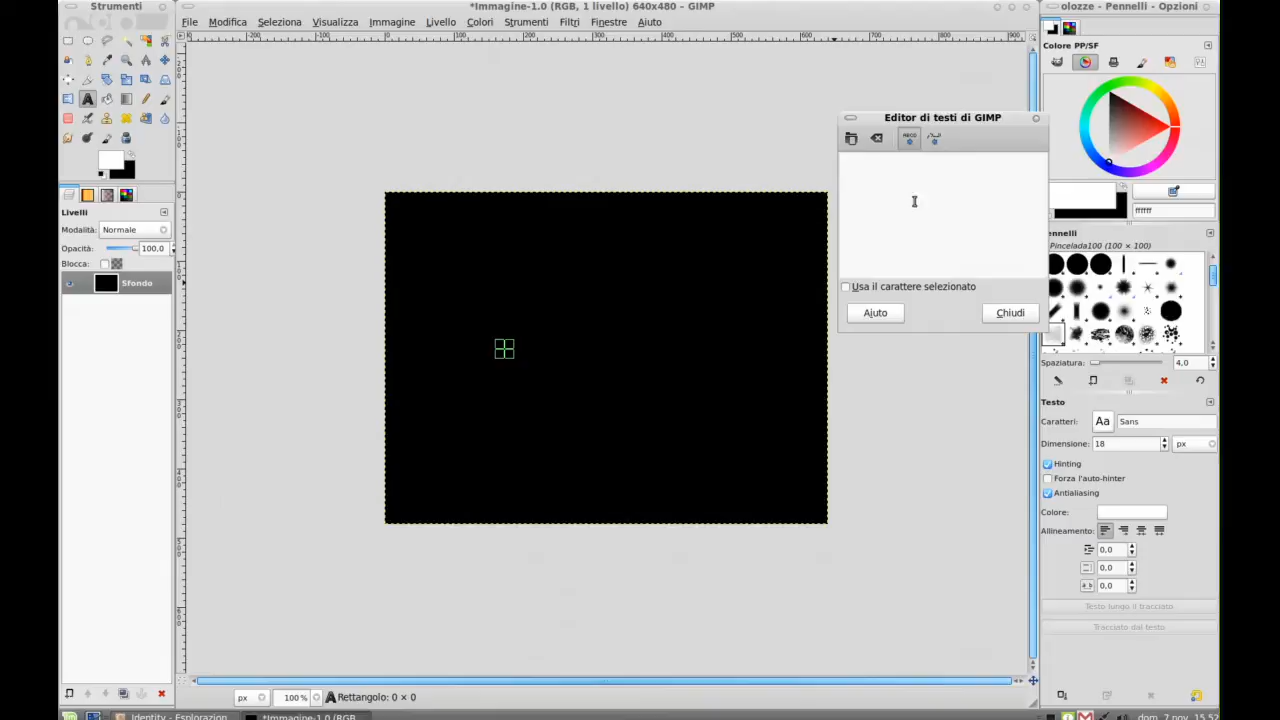 Strumenti
*Immagine-1.0 (RGB, 1 livello) 640x480 – GIMP
olozze - Pennelli - Opzioni
File Modifica Seleziona Visualizza Immagine Livello Colori Strumenti Filtri Finestre Aiuto
Colore PP/SF
Editor di testi di GIMP
ffffff
Livelli
Modalità: Normale
Opacità: 100,0
Blocca:
Sfondo
ennelli
Pincelada100 (100 × 100)
Usa il carattere selezionato
Aiuto Chiudi
Spaziatura: 4,0
Testo
Caratteri: Aa Sans
Dimensione: 18 px
Hinting
Forza l'auto-hinter
Antialiasing
Colore:
Allineamento:
0,0
0,0
0,0
Testo lungo il tracciato
Tracciato dal testo
px 100 % Rettangolo: 0 × 0
Identity - Esplorazion
*Immagine-1.0 (RGB
dom 7 nov, 15.52